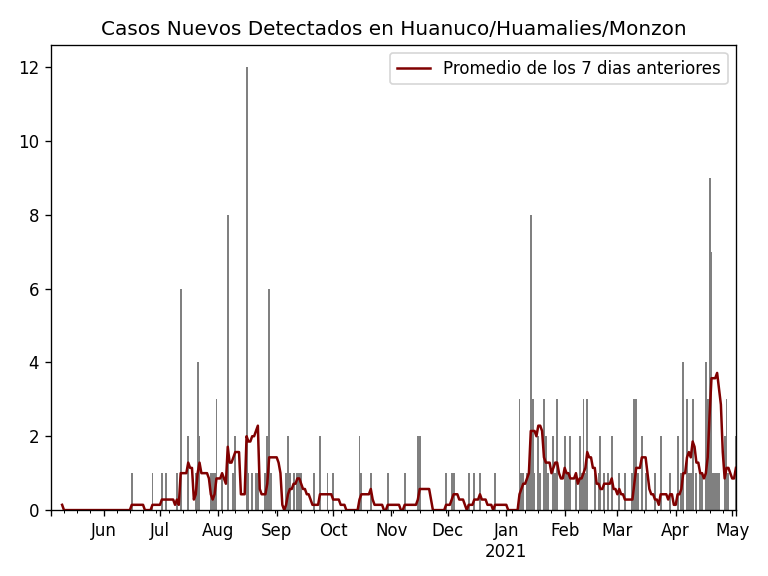 Casos Nuevos Detectados en Huanuco/Huamalies/Monzon
Promedio de los 7 dias anteriores
12
10
8
6
4
2
0
Jun Jul Aug Sep Oct Nov Dec Jan Feb Mar Apr May
2021